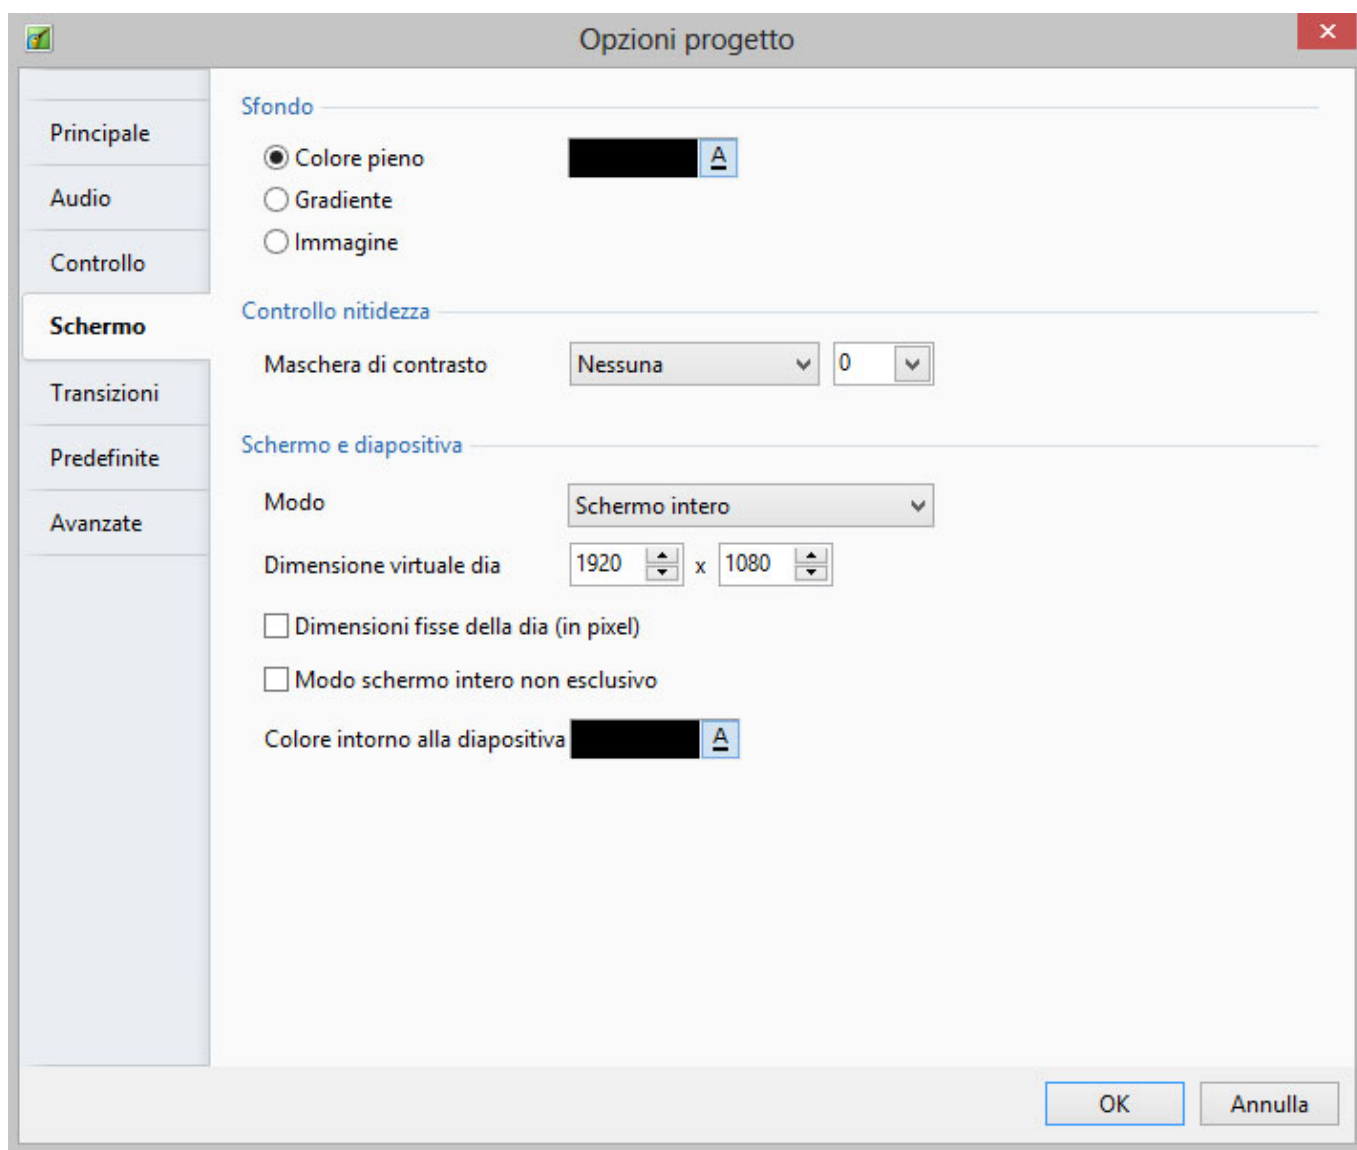 Opzioni progetto
Principale
Audio
Controllo
Schermo
Transizioni
Predefinite
Avanzate
Sfondo
Colore pieno A
Gradiente
Immagine
Controllo nitidezza
Maschera di contrasto Nessuna 0
Schermo e diapositiva
Modo Schermo intero
Dimensione virtuale dia 1920 x 1080
Dimensioni fisse della dia (in pixel)
Modo schermo intero non esclusivo
Colore intorno alla diapositiva A
OK Annulla